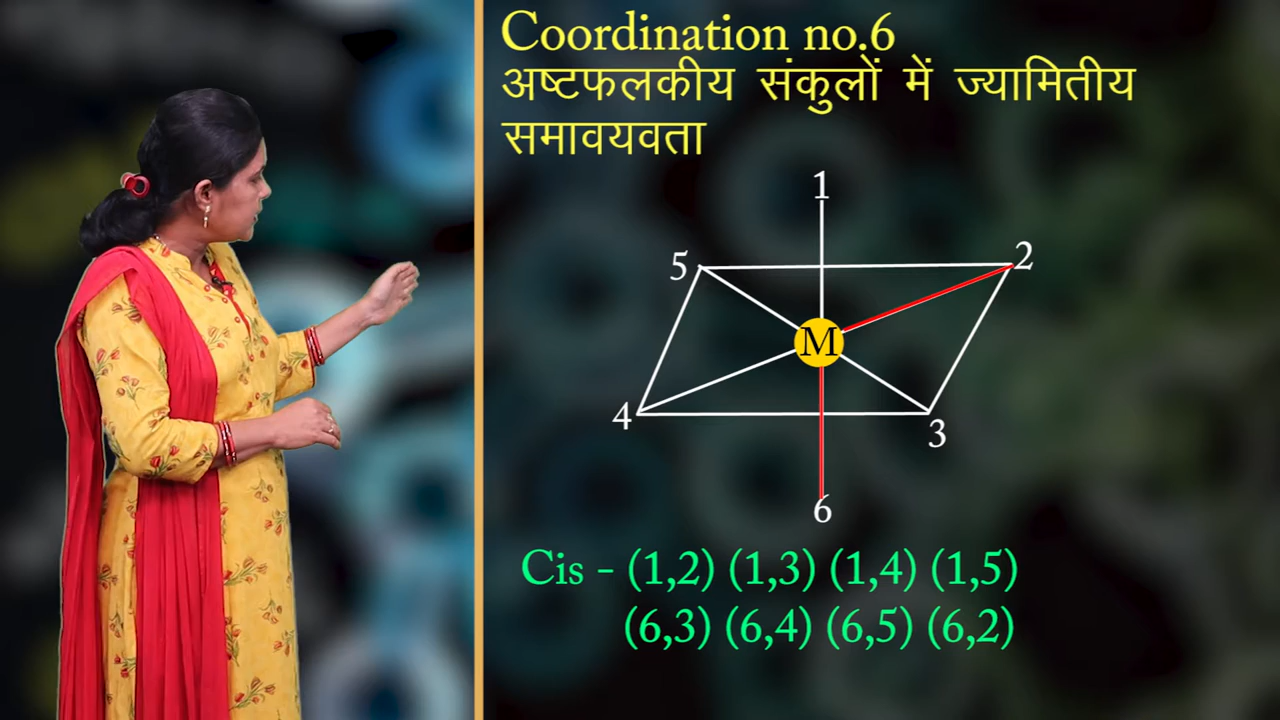 Coordination no.6
अष्टफलकीय संकुलों में ज्यामितीय
समावयवता
1
5
2
M
4
3
6
Cis - (1,2) (1,3) (1,4) (1,5)
(6,3) (6,4) (6,5) (6,2)